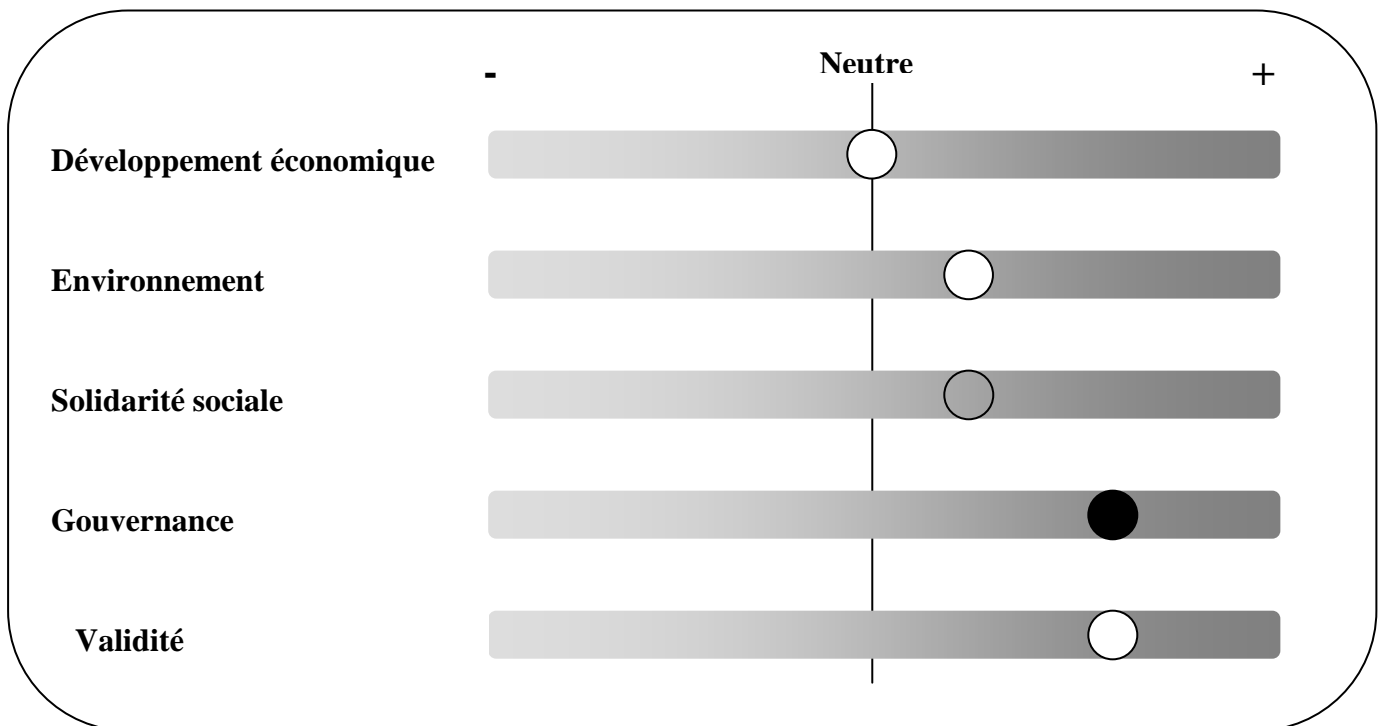 - Neutre +
Développement économique
Environnement
Solidarité sociale
Gouvernance
Validité